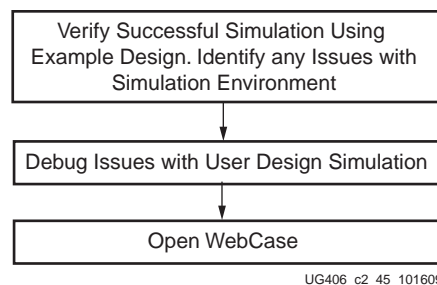 Verify Successful Simulation Using
Example Design. Identify any Issues with
Simulation Environment
Debug Issues with User Design Simulation
Open WebCase
UG406_c2_45_101609